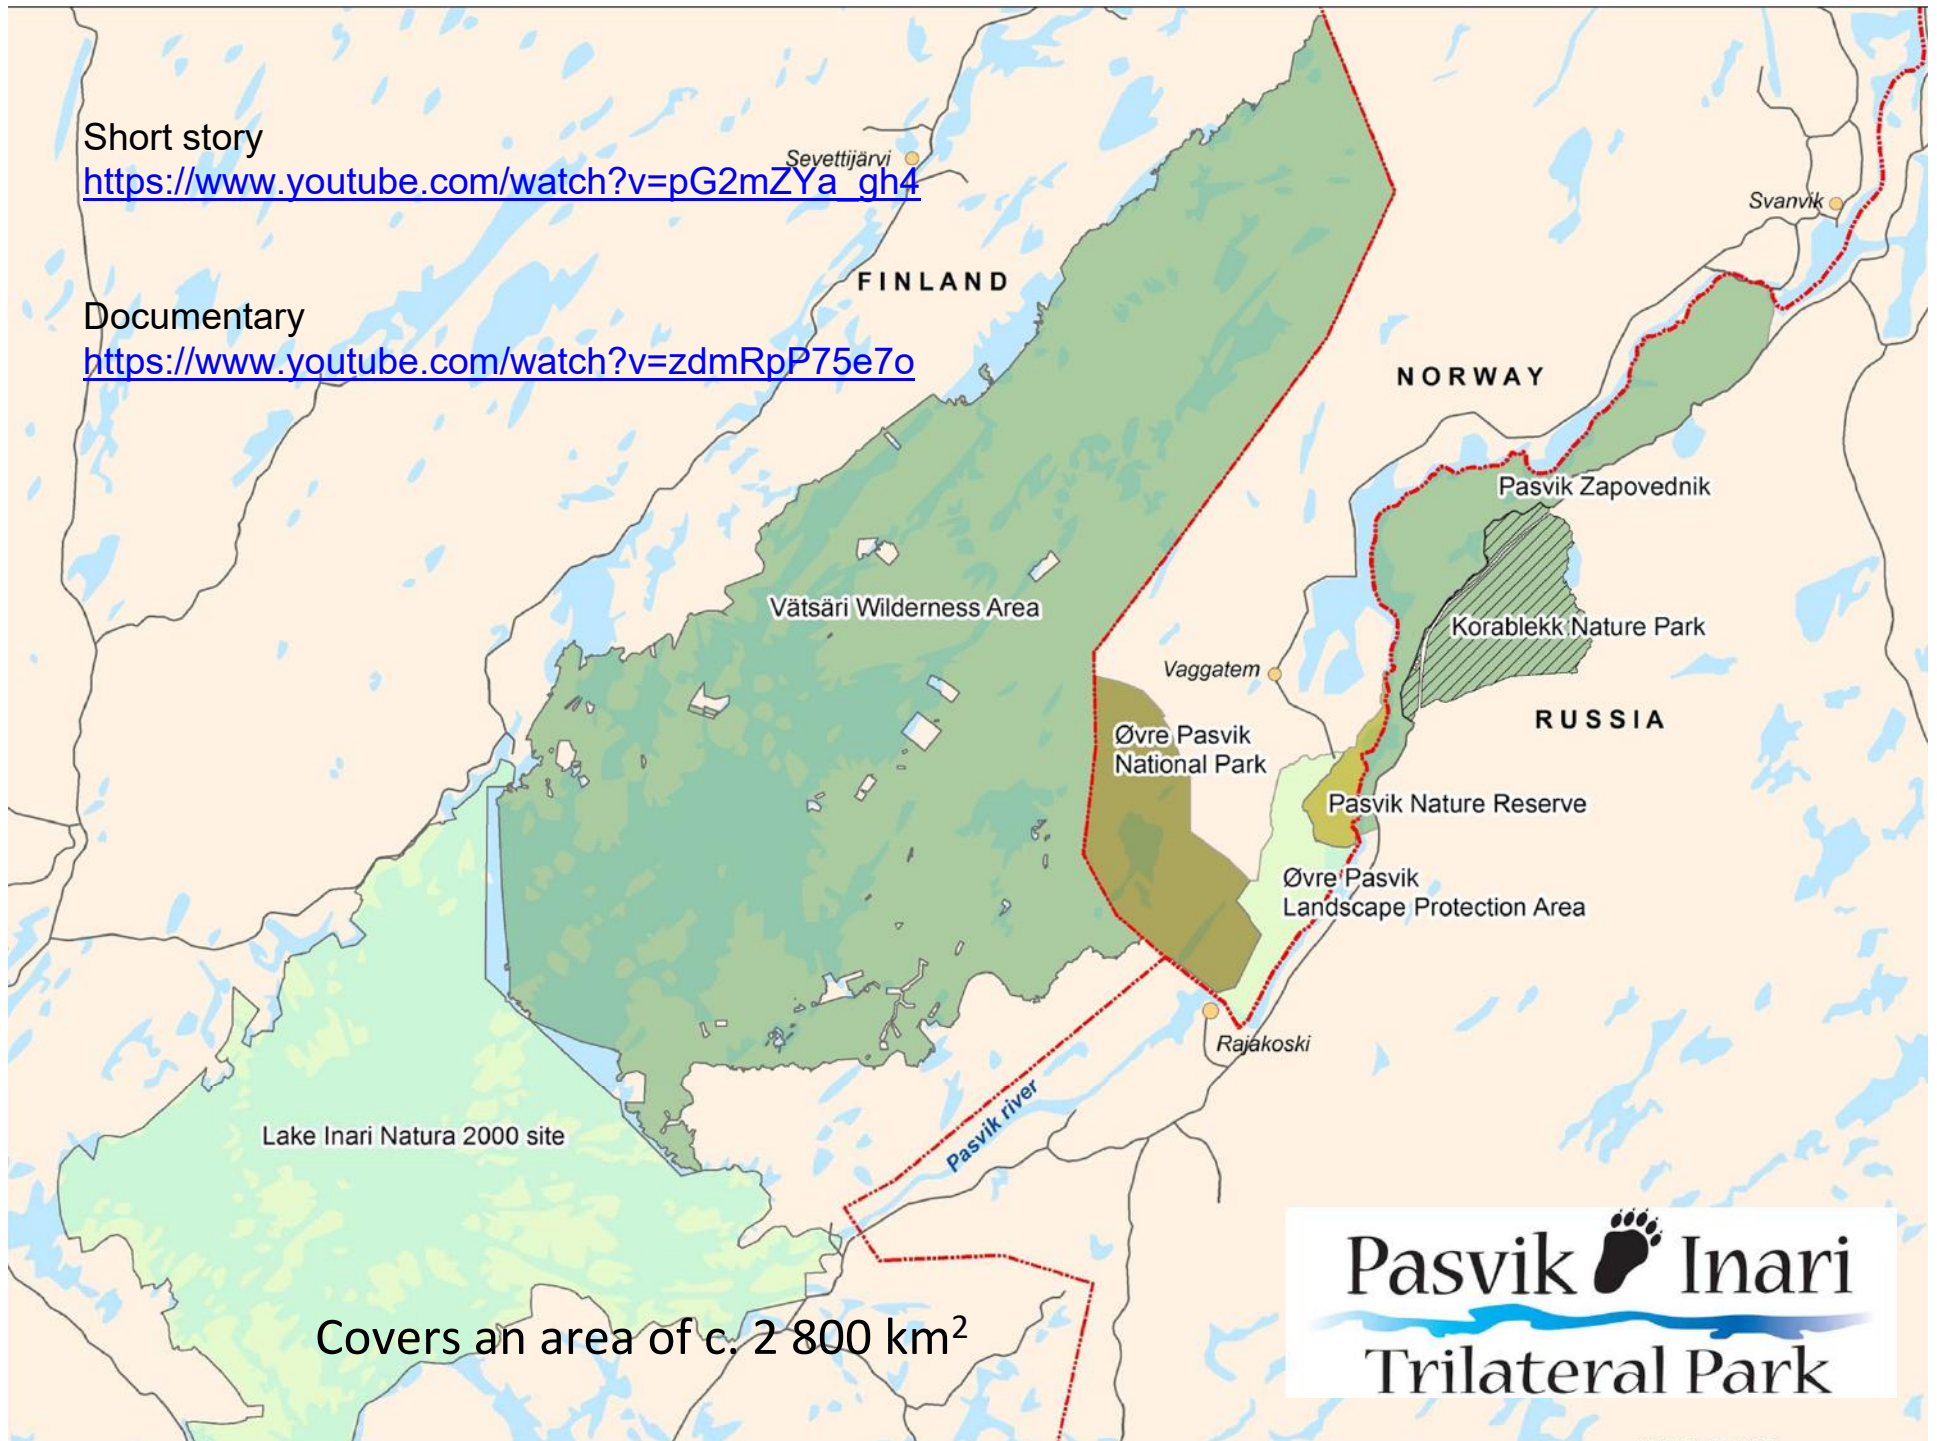 Short story
https://www.youtube.com/watch?v=pG2mZYa_gh4
Sevettijärvi
Svanvik
FINLAND
Documentary
https://www.youtube.com/watch?v=zdmRpP75e7o
NORWAY
Pasvik Zapovednik
Vätsäri Wilderness Area
Korablekk Nature Park
Vaggatem
RUSSIA
Øvre Pasvik
National Park
Pasvik Nature Reserve
Øvre Pasvik
Landscape Protection Area
Rajakoski
Pasvik river
Lake Inari Natura 2000 site
Covers an area of c. 2 800 km²
Pasvik Inari
Trilateral Park